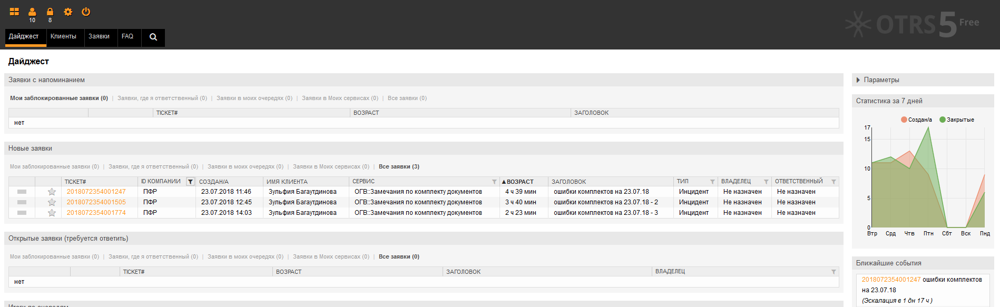 10 8
OTRS 5 Free
Дайджест Клиенты Заявки FAQ
Дайджест
Заявки с напоминанием
Мои заблокированные заявки (0) | Заявки, где я ответственный (0) | Заявки в моих очередях (0) | Заявки в Моих сервисах (0) | Все заявки (0)
TICKET# ВОЗРАСТ ЗАГОЛОВОК
нет
Новые заявки
Мои заблокированные заявки (0) | Заявки, где я ответственный (0) | Заявки в моих очередях (0) | Заявки в Моих сервисах (0) | Все заявки (3)
TICKET# ID КОМПАНИИ СОЗДАН/А ИМЯ КЛИЕНТА СЕРВИС ▲ВОЗРАСТ ЗАГОЛОВОК ТИП ВЛАДЕЛЕЦ ОТВЕТСТВЕННЫЙ
2018072354001247 ПФР 23.07.2018 11:46 Зульфия Багаутдинова ОГВ::Замечания по комплекту документов 4 ч 39 мин ошибки комплектов на 23.07.18 Инцидент Не назначен Не назначен
2018072354001505 ПФР 23.07.2018 12:45 Зульфия Багаутдинова ОГВ::Замечания по комплекту документов 3 ч 40 мин ошибки комплектов на 23.07.18 - 2 Инцидент Не назначен Не назначен
2018072354001774 ПФР 23.07.2018 14:03 Зульфия Багаутдинова ОГВ::Замечания по комплекту документов 2 ч 23 мин ошибки комплектов на 23.07.18 - 3 Инцидент Не назначен Не назначен
Открытые заявки (требуется ответить)
Мои заблокированные заявки (0) | Заявки, где я ответственный (0) | Заявки в моих очередях (0) | Заявки в Моих сервисах (0) | Все заявки (0)
TICKET# ВОЗРАСТ ЗАГОЛОВОК ВЛАДЕЛЕЦ
нет
Итоги по очередям
Параметры
Статистика за 7 дней
Создан/а Закрытые
17
15
10
5
0
Втр Срд Чтв Птн Сбт Вск Пнд
Ближайшие события
2018072354001247 ошибки комплектов
на 23.07.18
(Эскалация в 1 дн 17 ч )